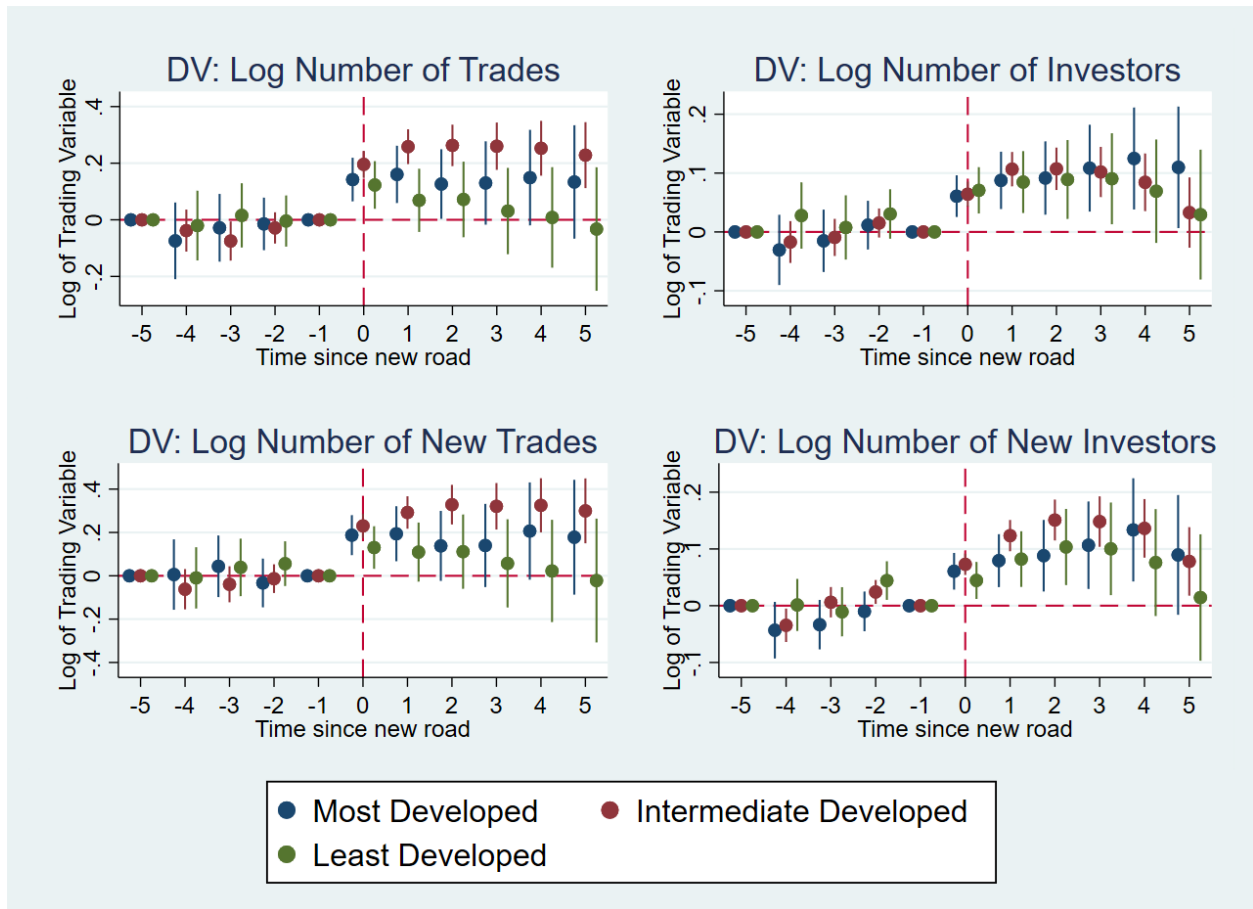 DV: Log Number of Trades
Log of Trading Variable
.4
.2
0
-.2
-5 -4 -3 -2 -1 0 1 2 3 4 5
Time since new road
DV: Log Number of Investors
Log of Trading Variable
.2
.1
0
-.1
-5 -4 -3 -2 -1 0 1 2 3 4 5
Time since new road
DV: Log Number of New Trades
Log of Trading Variable
.4
.2
0
-.2
-.4
-5 -4 -3 -2 -1 0 1 2 3 4 5
Time since new road
DV: Log Number of New Investors
Log of Trading Variable
.2
.1
0
-.1
-5 -4 -3 -2 -1 0 1 2 3 4 5
Time since new road
Most Developed
Intermediate Developed
Least Developed